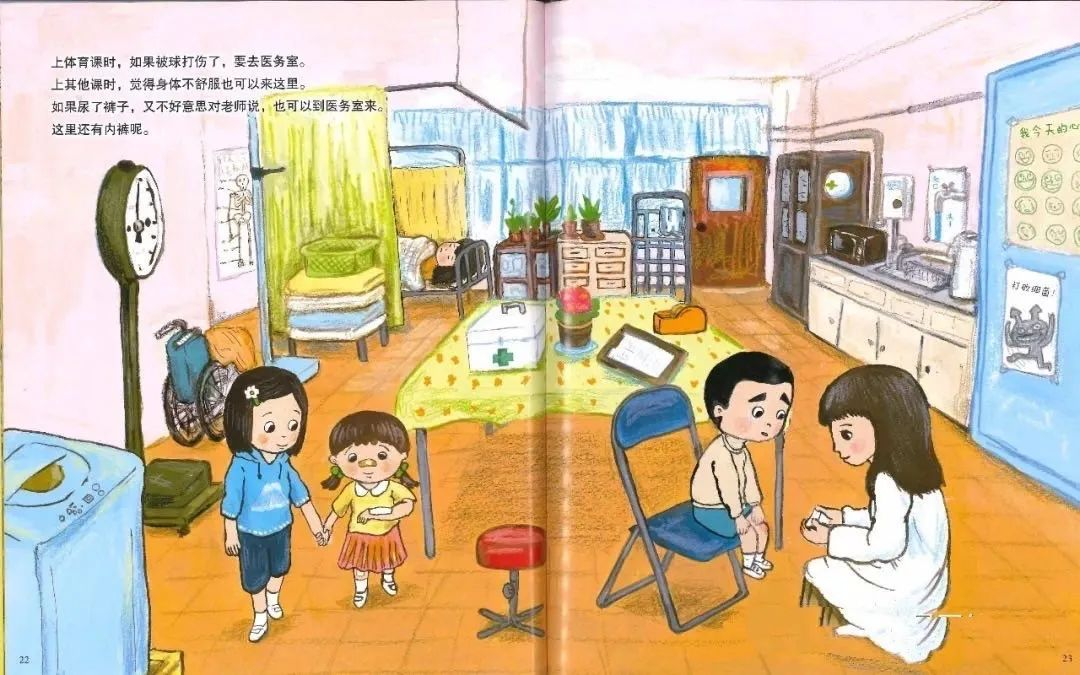 上体育课时，如果被球打伤了，要去医务室。
上其他课时，觉得身体不舒服也可以来这里。
如果尿了裤子，又不好意思对老师说，也可以到医务室来。
这里还有内裤呢。
我今天的心
打败细菌！
22
23